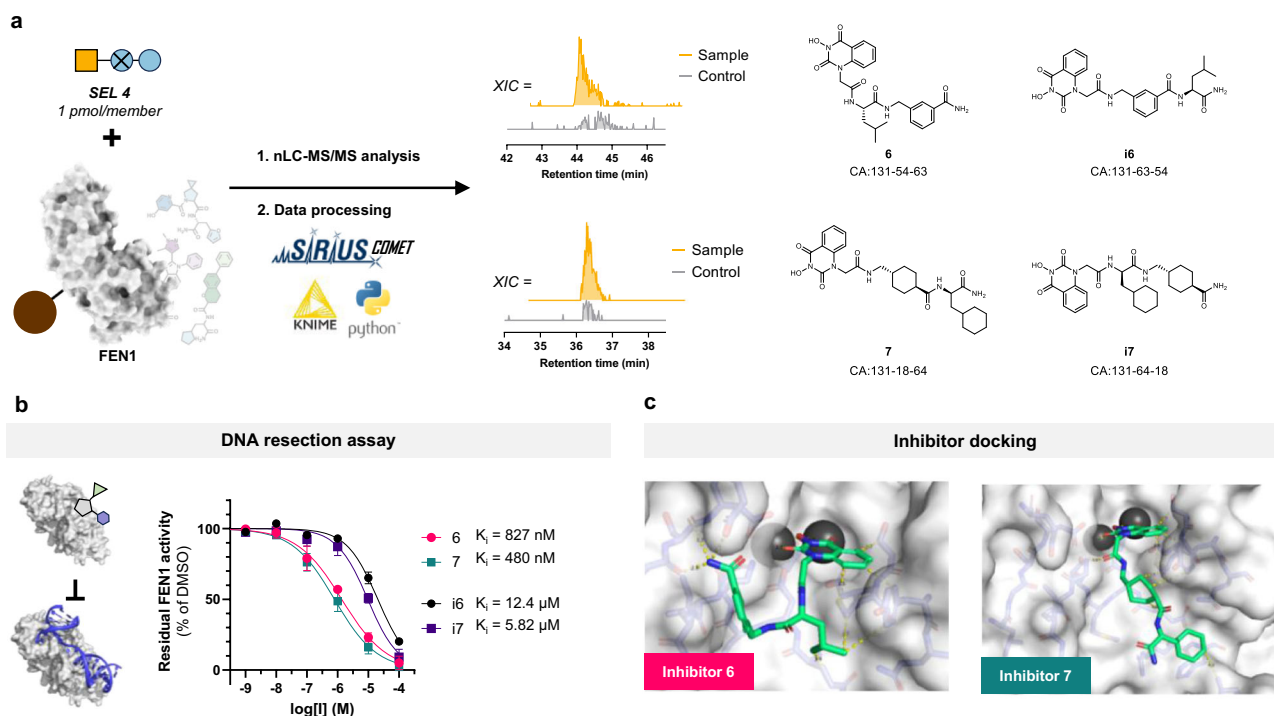 a
SEL 4
1 pmol/member
+
FEN1
1. nLC-MS/MS analysis
2. Data processing
SIRIUS COMET
KNIME
python™
XIC =
Sample
Control
42 43 44 45 46
Retention time (min)
XIC =
Sample
Control
34 35 36 37 38
Retention time (min)
6
CA:131-54-63
i6
CA:131-63-54
7
CA:131-18-64
i7
CA:131-64-18
b
DNA resection assay
Residual FEN1 activity
(% of DMSO)
100
50
0
-9 -8 -7 -6 -5 -4
log[I] (M)
6 Ki = 827 nM
7 Ki = 480 nM
i6 Ki = 12.4 µM
i7 Ki = 5.82 µM
c
Inhibitor docking
Inhibitor 6
Inhibitor 7